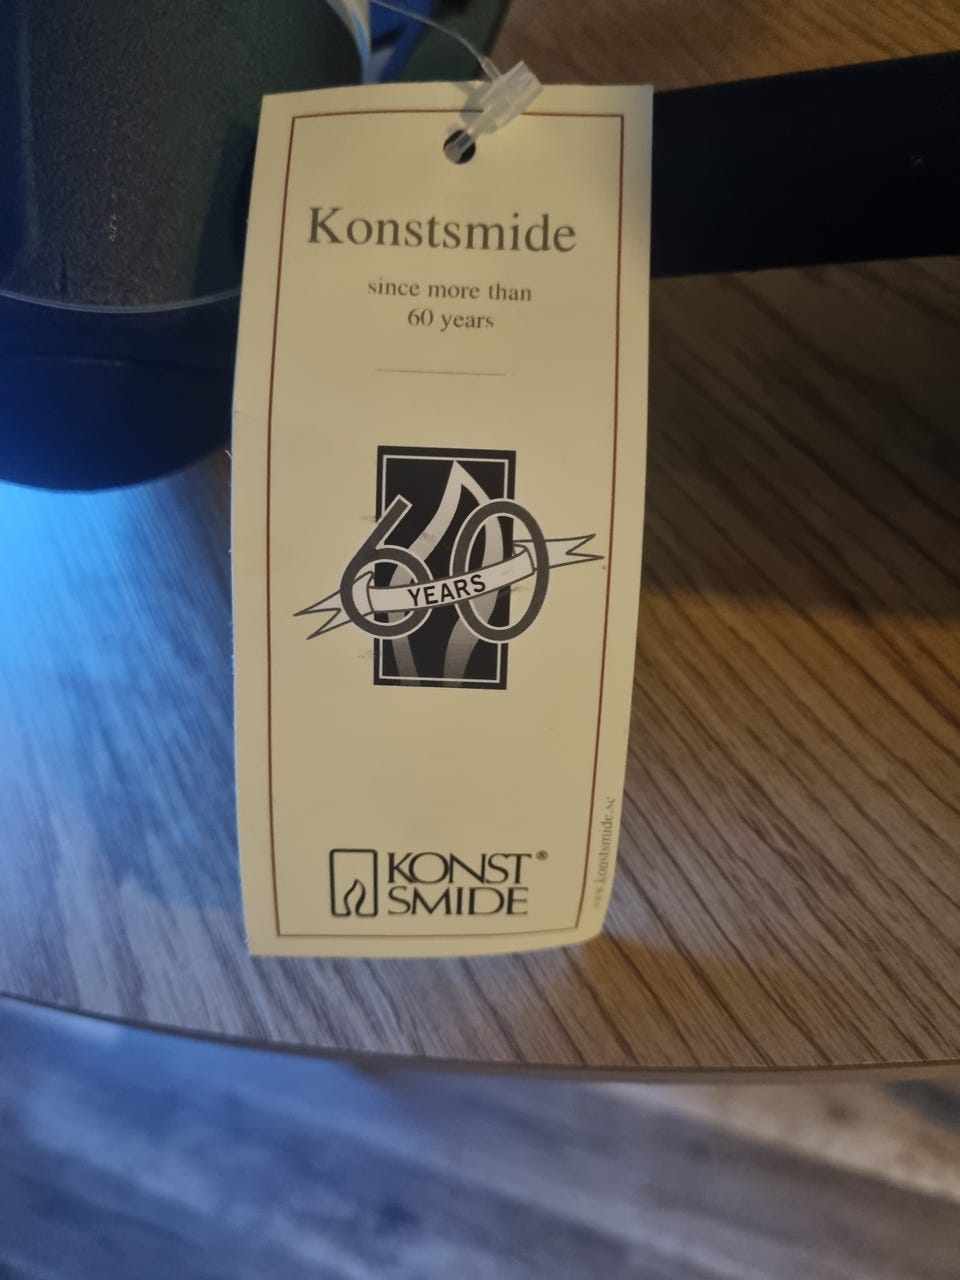 Konstsmide
since more than
60 years
60
YEARS
KONST®
SMIDE
www.konstsmide.se